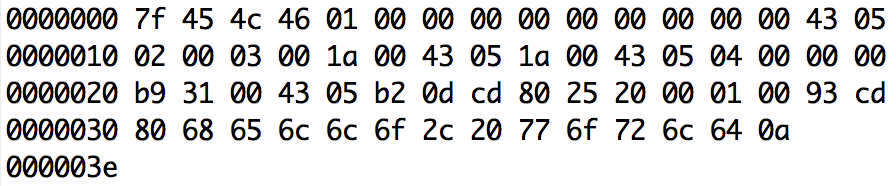 0000000 7f 45 4c 46 01 00 00 00 00 00 00 00 00 00 43 05
0000010 02 00 03 00 1a 00 43 05 1a 00 43 05 04 00 00 00
0000020 b9 31 00 43 05 b2 0d cd 80 25 20 00 01 00 93 cd
0000030 80 68 65 6c 6c 6f 2c 20 77 6f 72 6c 64 0a
000003e